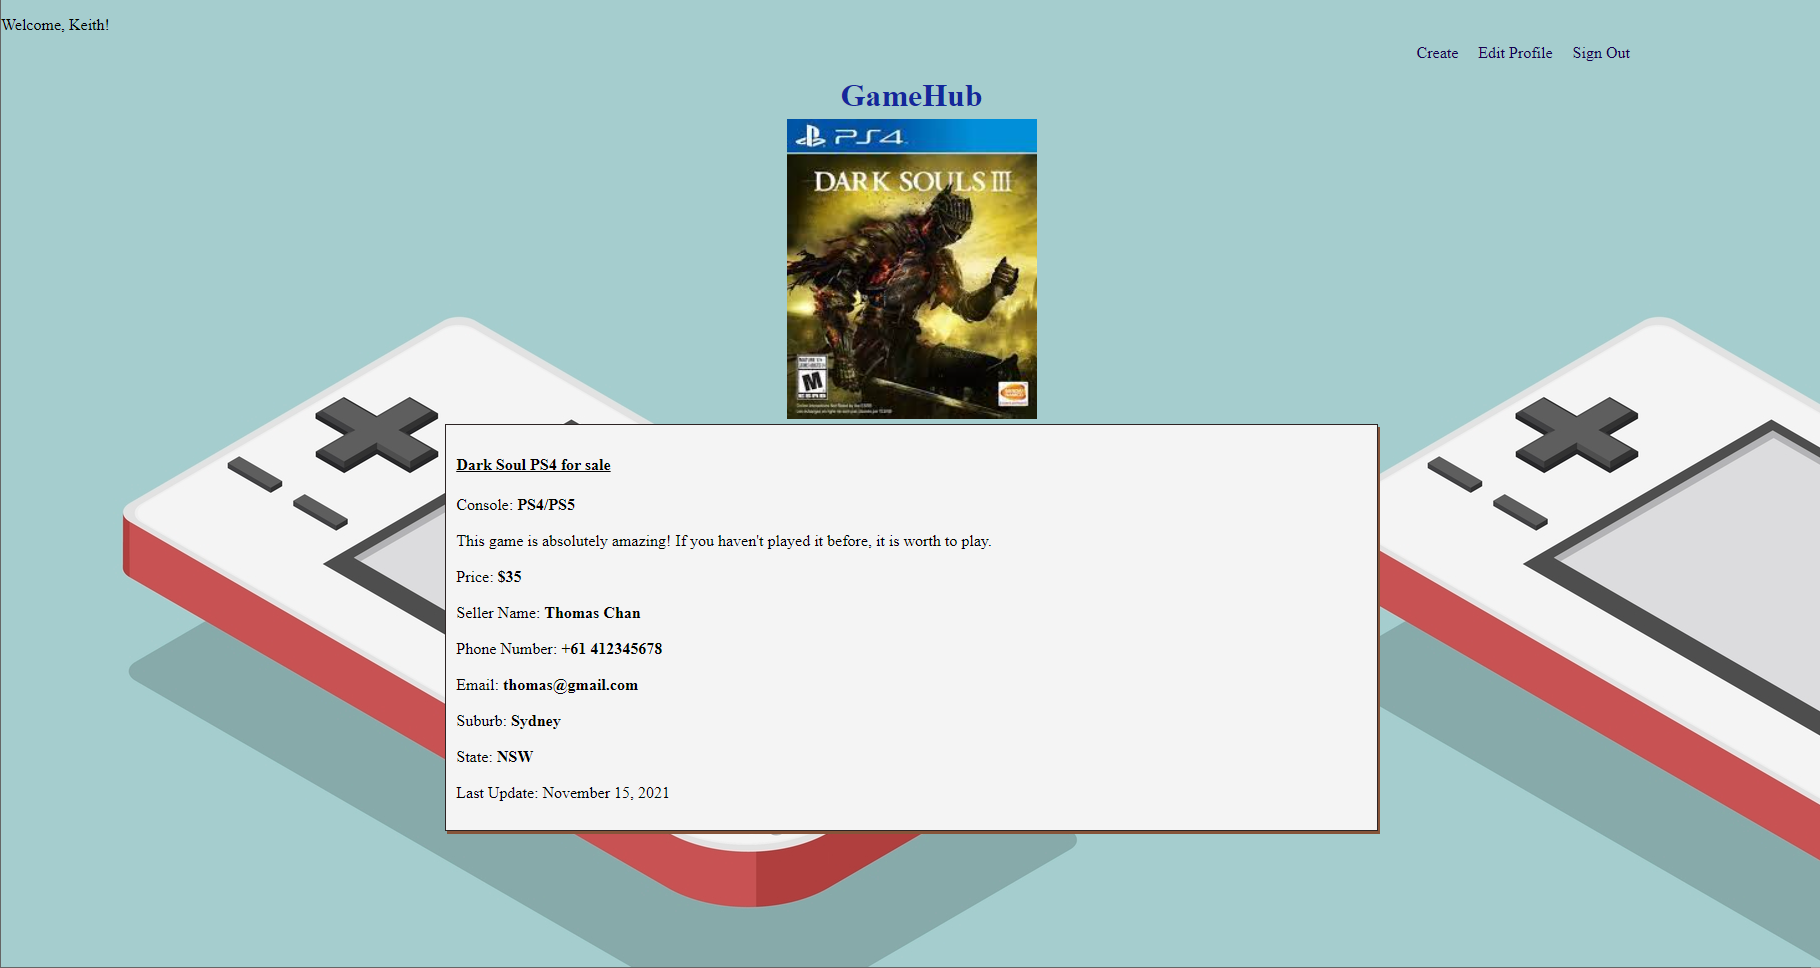 Welcome, Keith!
Create Edit Profile Sign Out
GameHub
PS4
DARK SOULS III
M
ESRB
Dark Soul PS4 for sale
Console: PS4/PS5
This game is absolutely amazing! If you haven't played it before, it is worth to play.
Price: $35
Seller Name: Thomas Chan
Phone Number: +61 412345678
Email: thomas@gmail.com
Suburb: Sydney
State: NSW
Last Update: November 15, 2021